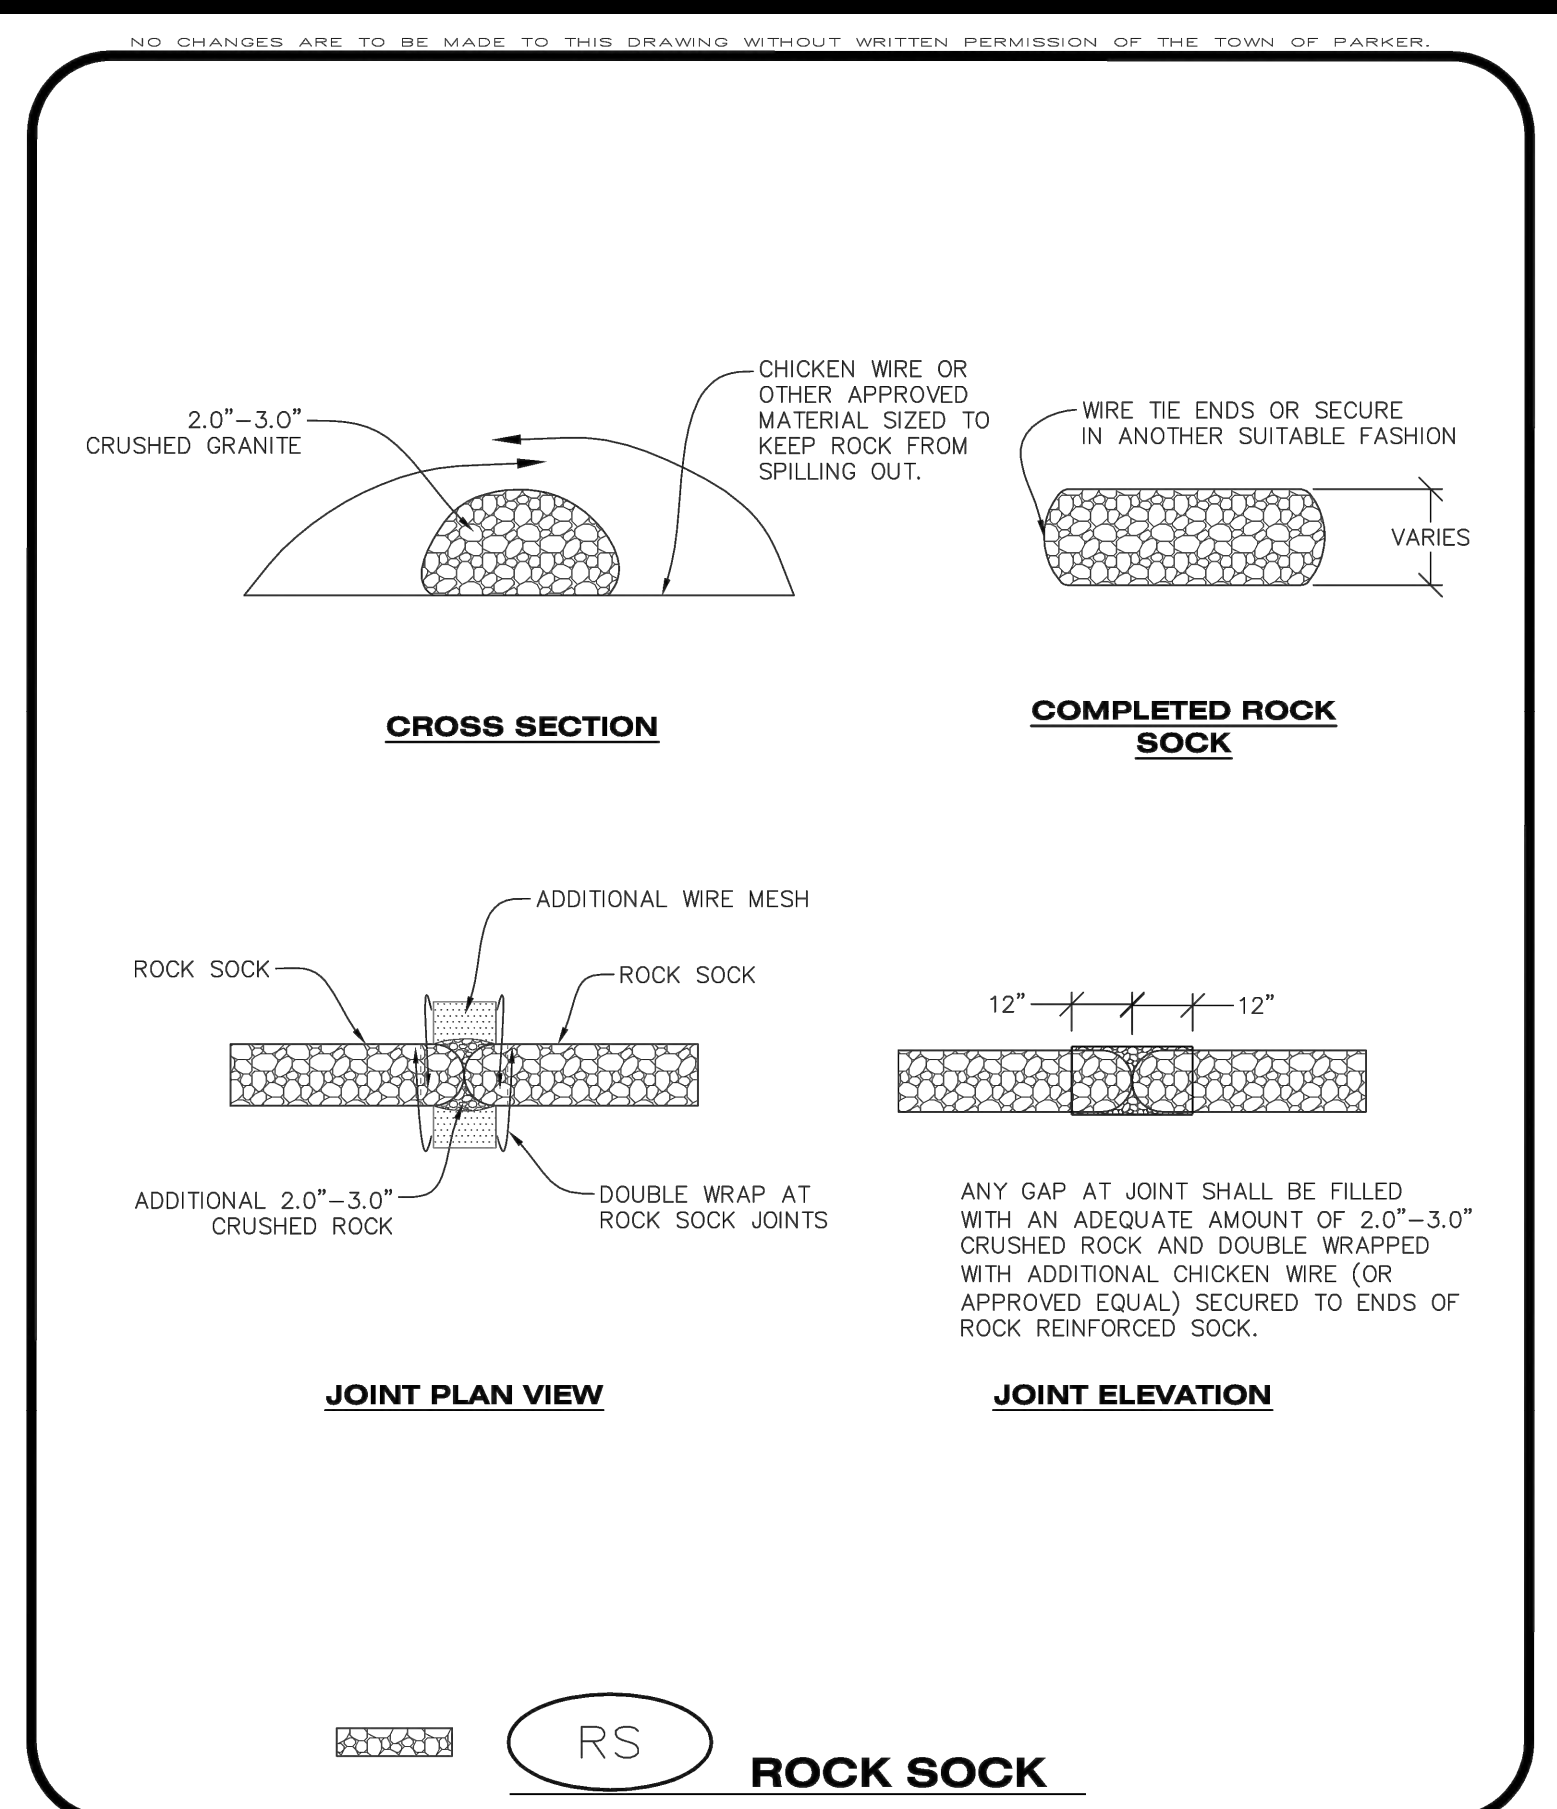 NO CHANGES ARE TO BE MADE TO THIS DRAWING WITHOUT WRITTEN PERMISSION OF THE TOWN OF PARKER.
2.0"–3.0"
CRUSHED GRANITE
CHICKEN WIRE OR
OTHER APPROVED
MATERIAL SIZED TO
KEEP ROCK FROM
SPILLING OUT.
WIRE TIE ENDS OR SECURE
IN ANOTHER SUITABLE FASHION
VARIES
CROSS SECTION
COMPLETED ROCK
SOCK
ADDITIONAL WIRE MESH
ROCK SOCK
ROCK SOCK
ADDITIONAL 2.0"–3.0"
CRUSHED ROCK
DOUBLE WRAP AT
ROCK SOCK JOINTS
12"
12"
ANY GAP AT JOINT SHALL BE FILLED
WITH AN ADEQUATE AMOUNT OF 2.0"–3.0"
CRUSHED ROCK AND DOUBLE WRAPPED
WITH ADDITIONAL CHICKEN WIRE (OR
APPROVED EQUAL) SECURED TO ENDS OF
ROCK REINFORCED SOCK.
JOINT PLAN VIEW
JOINT ELEVATION
RS
ROCK SOCK